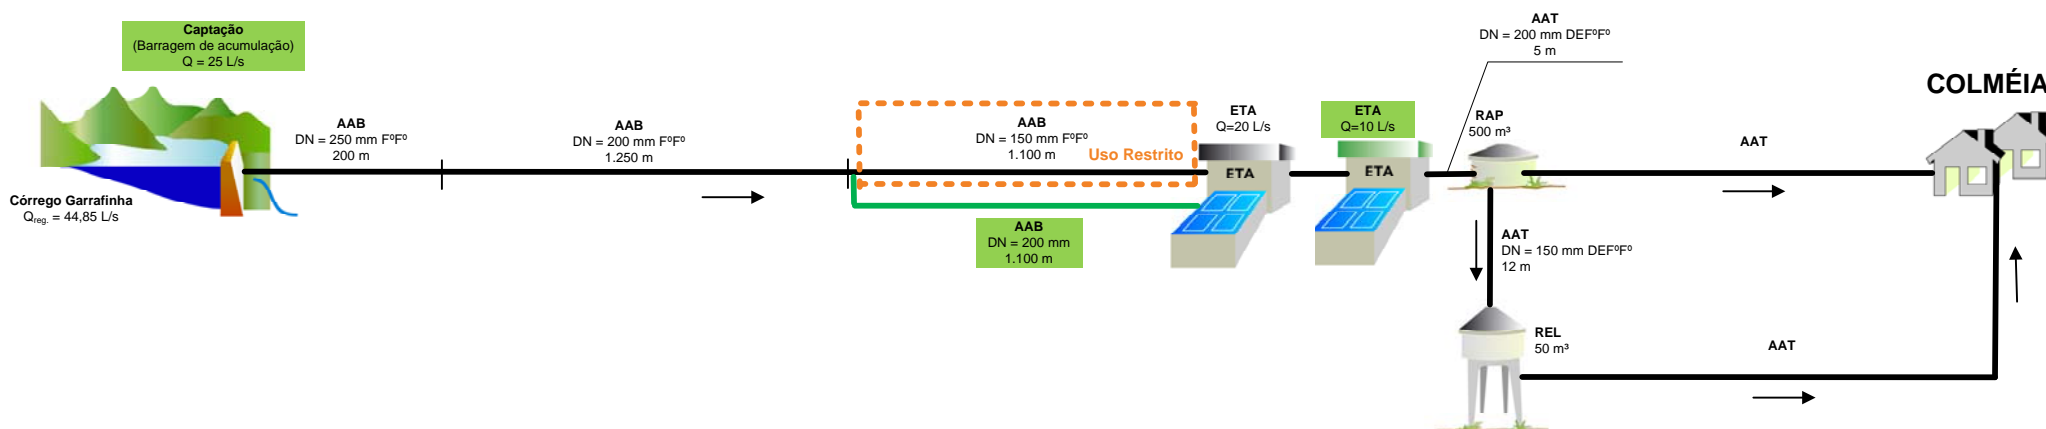 Captação
(Barragem de acumulação)
Q = 25 L/s
Córrego Garrafinha
Qreg. = 44,85 L/s
AAB
DN = 250 mm FºFº
200 m
AAB
DN = 200 mm FºFº
1.250 m
AAB
DN = 150 mm FºFº
1.100 m
Uso Restrito
AAB
DN = 200 mm
1.100 m
ETA
Q=20 L/s
ETA
ETA
Q=10 L/s
ETA
AAT
DN = 200 mm DEFºFº
5 m
RAP
500 m³
AAT
DN = 150 mm DEFºFº
12 m
REL
50 m³
AAT
AAT
COLMÉIA